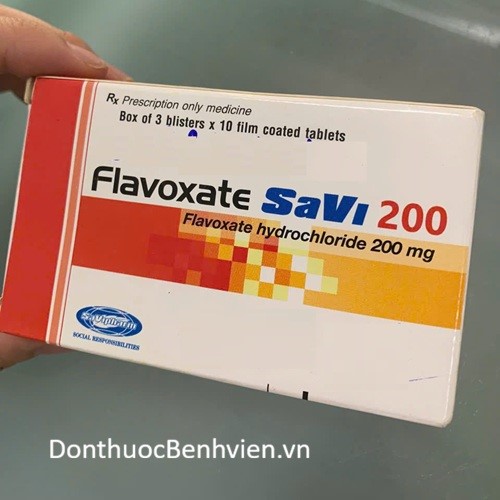 Rx Prescription only medicine
Box of 3 blisters x 10 film coated tablets
Flavoxate SaVi 200
Flavoxate hydrochloride 200 mg
Savipharm
SOCIAL RESPONSIBILITIES
DonthuocBenhvien.vn